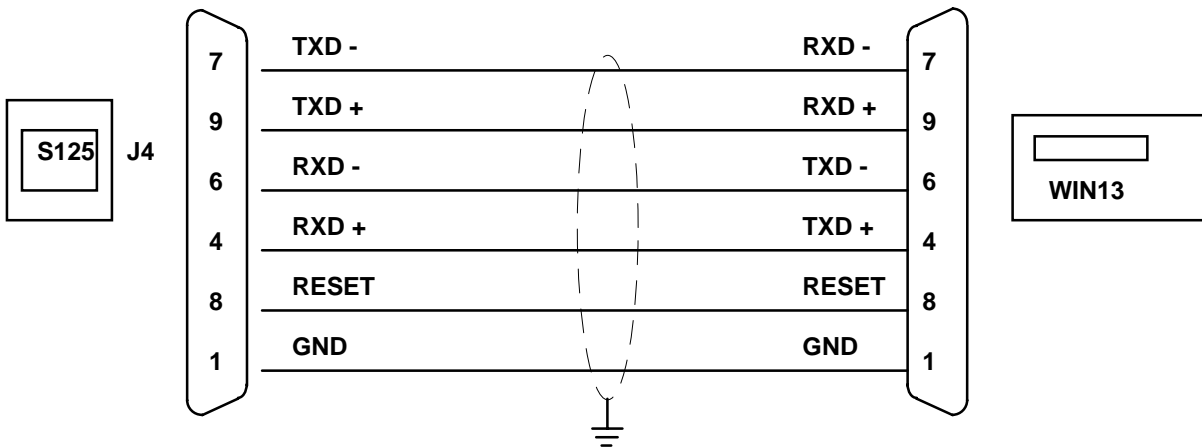 7 TXD - RXD - 7
9 TXD + RXD + 9
S125 J4
6 RXD - TXD - 6
WIN13
4 RXD + TXD + 4
8 RESET RESET 8
1 GND GND 1